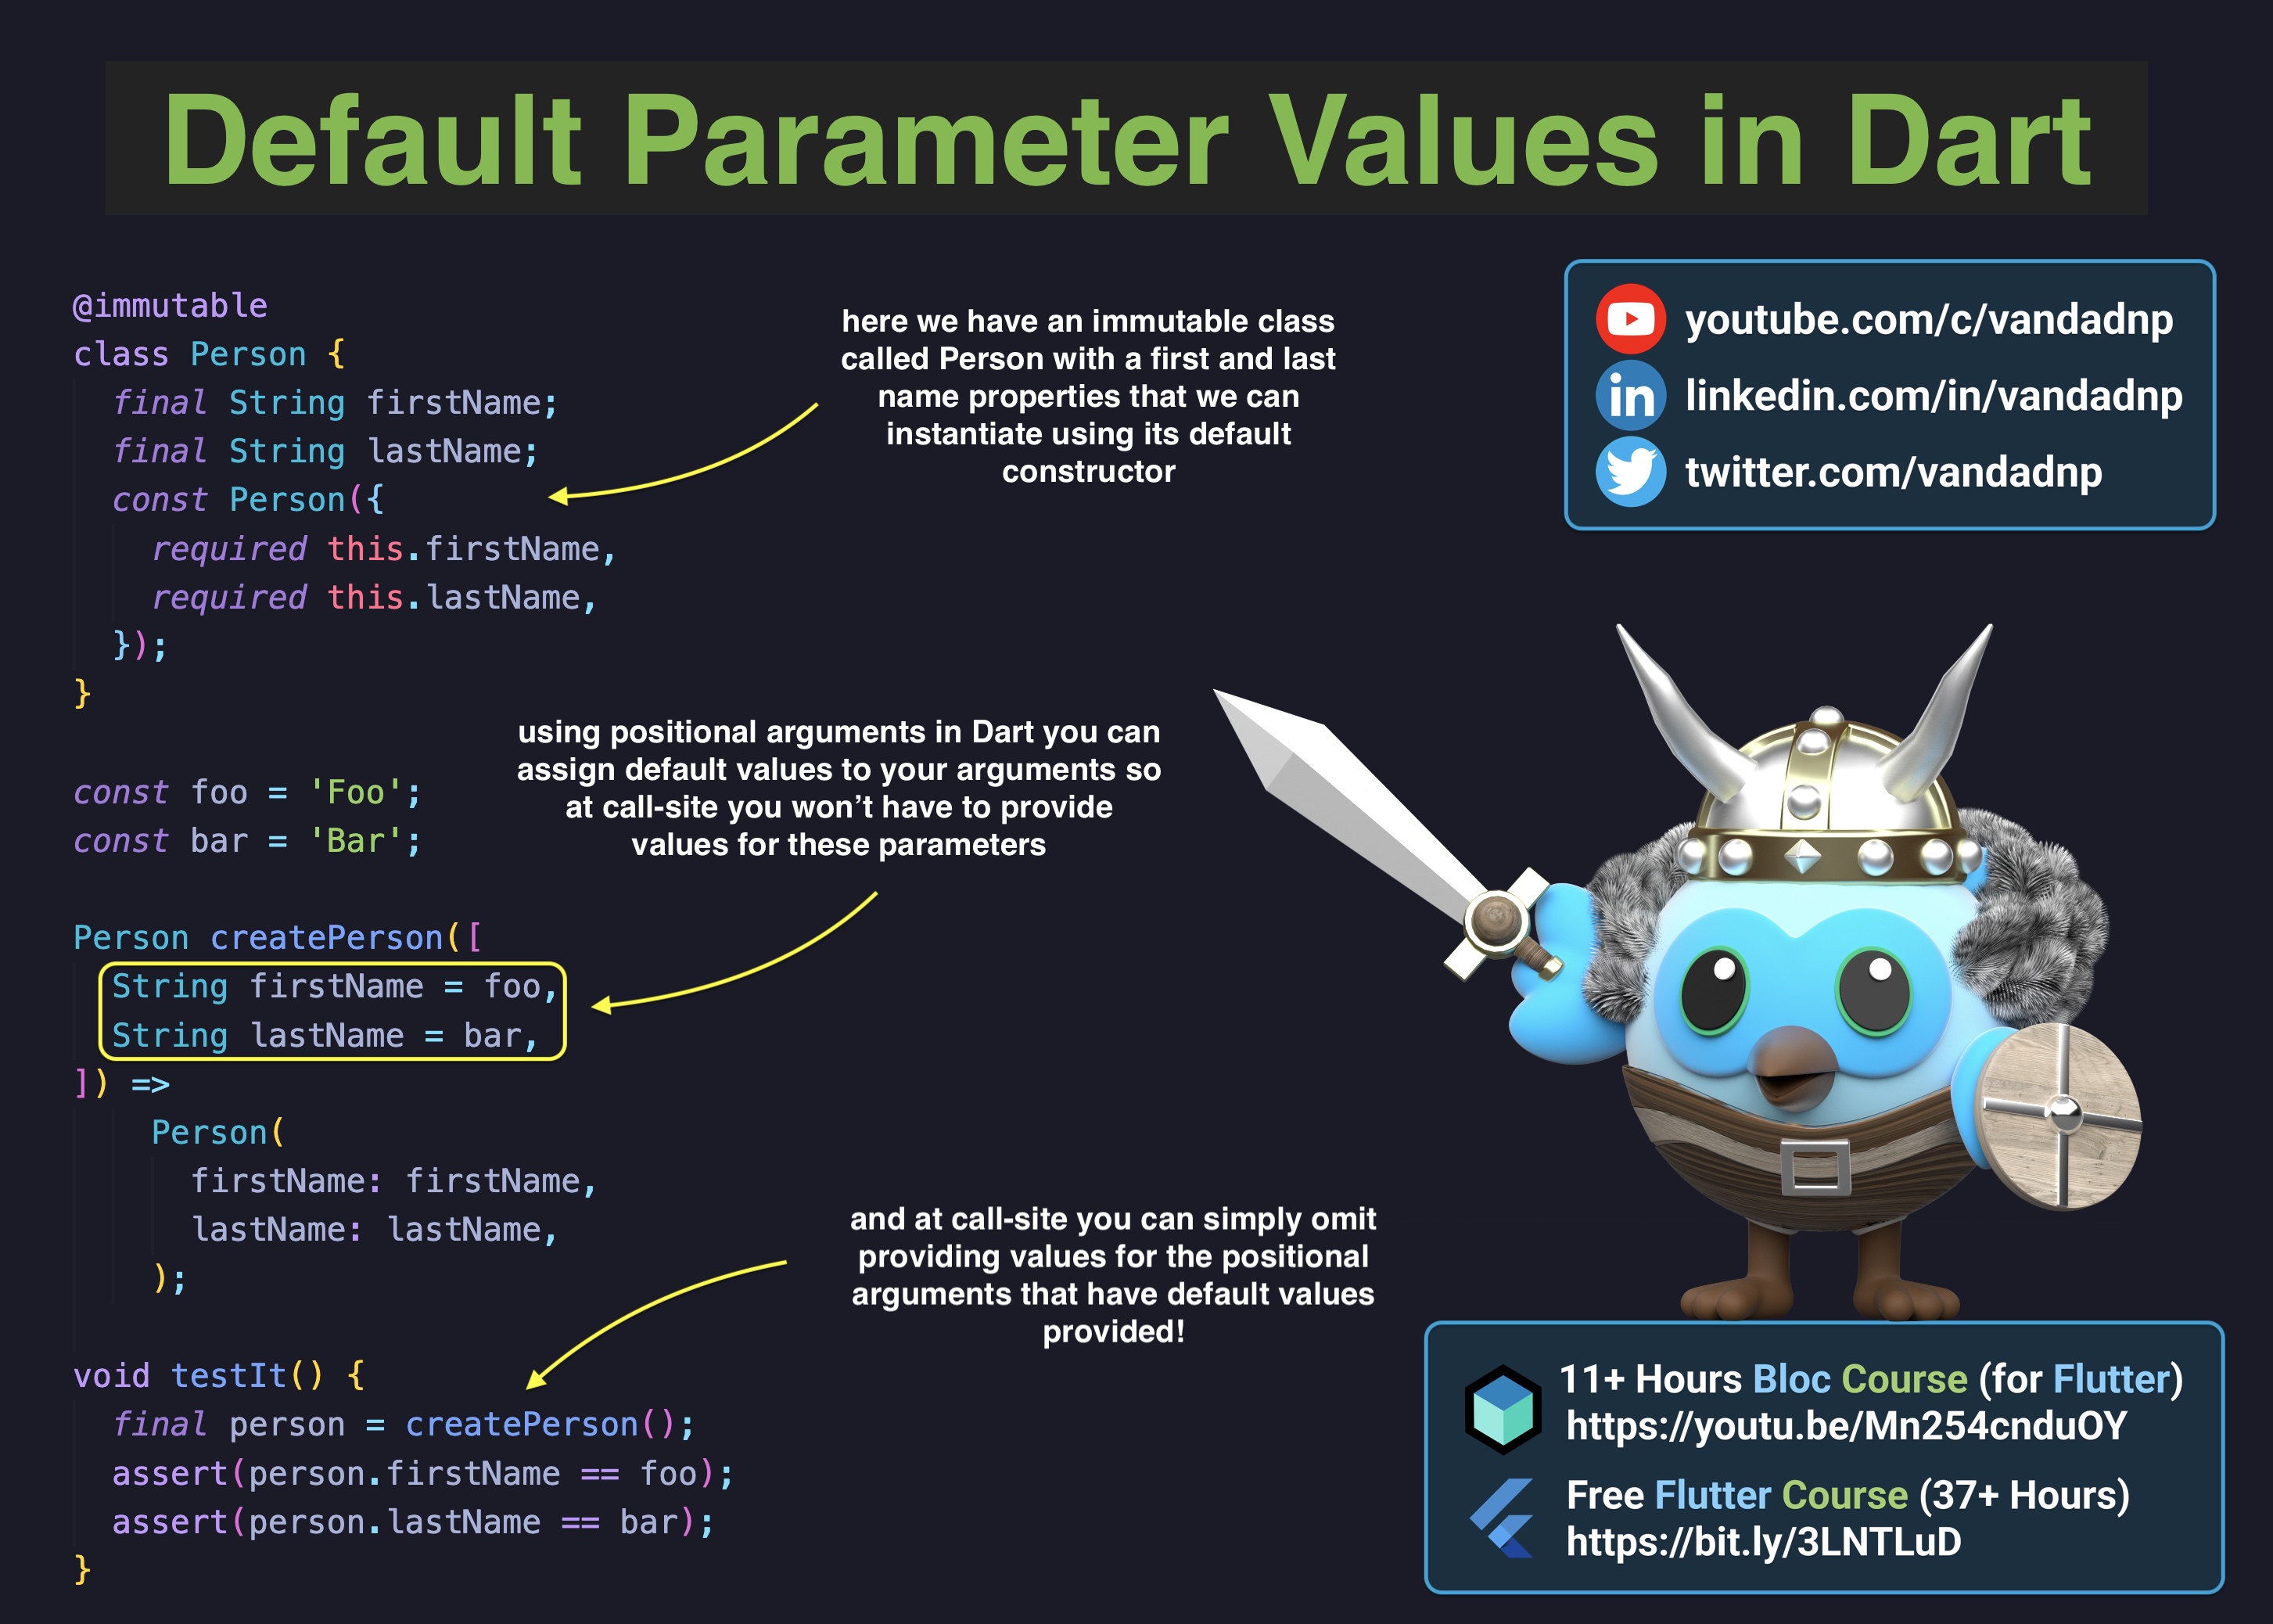 Default Parameter Values in Dart
@immutable
class Person {
final String firstName;
final String lastName;
const Person({
required this.firstName,
required this.lastName,
});
}
here we have an immutable class
called Person with a first and last
name properties that we can
instantiate using its default
constructor
youtube.com/c/vandadnp
in linkedin.com/in/vandadnp
twitter.com/vandadnp
const foo = 'Foo';
const bar = 'Bar';
using positional arguments in Dart you can
assign default values to your arguments so
at call-site you won’t have to provide
values for these parameters
Person createPerson([
String firstName = foo,
String lastName = bar,
]) =>
Person(
firstName: firstName,
lastName: lastName,
);
and at call-site you can simply omit
providing values for the positional
arguments that have default values
provided!
void testIt() {
final person = createPerson();
assert(person.firstName == foo);
assert(person.lastName == bar);
}
11+ Hours Bloc Course (for Flutter)
https://youtu.be/Mn254cnduOY
Free Flutter Course (37+ Hours)
https://bit.ly/3LNTLuD